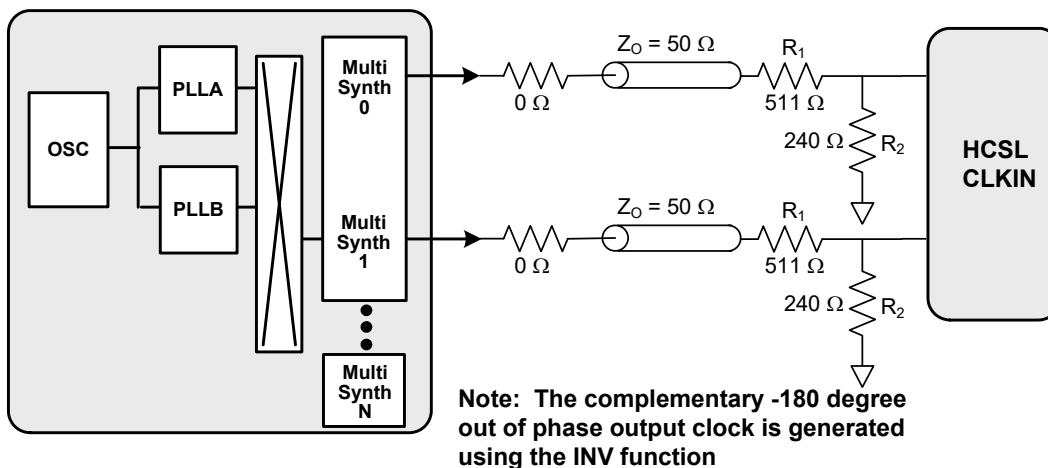 OSC
PLLA
PLLB
Multi
Synth
0
Multi
Synth
1
Multi
Synth
N
0 Ω
Z_O = 50 Ω
R1
511 Ω
240 Ω
R2
0 Ω
Z_O = 50 Ω
R1
511 Ω
240 Ω
R2
HCSL
CLKIN
Note: The complementary -180 degree
out of phase output clock is generated
using the INV function